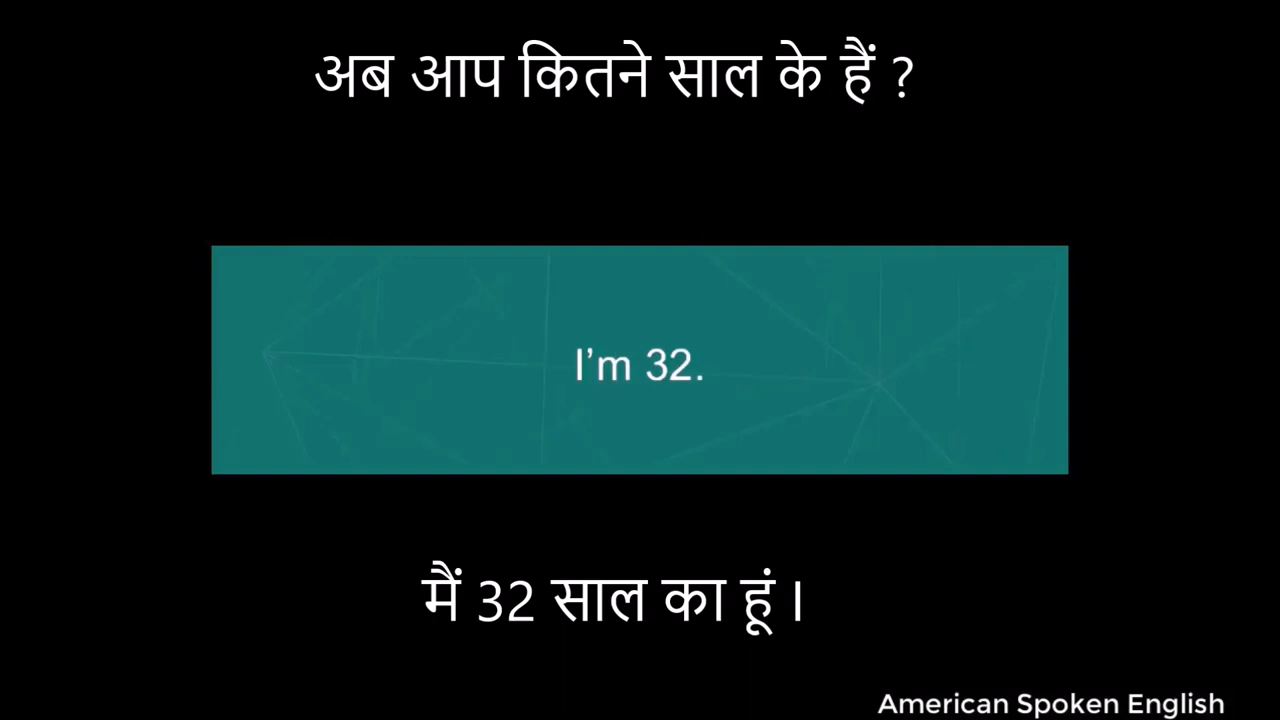 अब आप कितने साल के हैं ?
I'm 32.
मैं 32 साल का हूं ।
American Spoken English